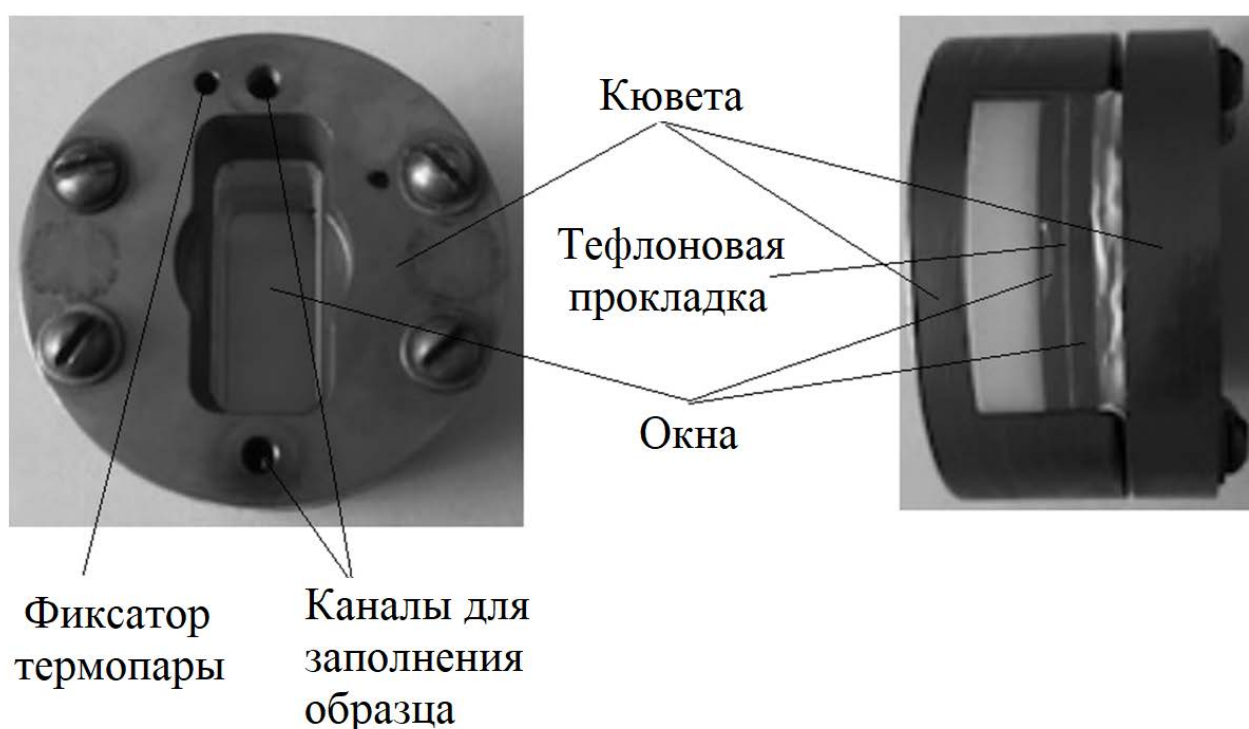 Кювета
Тефлоновая
прокладка
Окна
Фиксатор
термопары
Каналы для
заполнения
образца